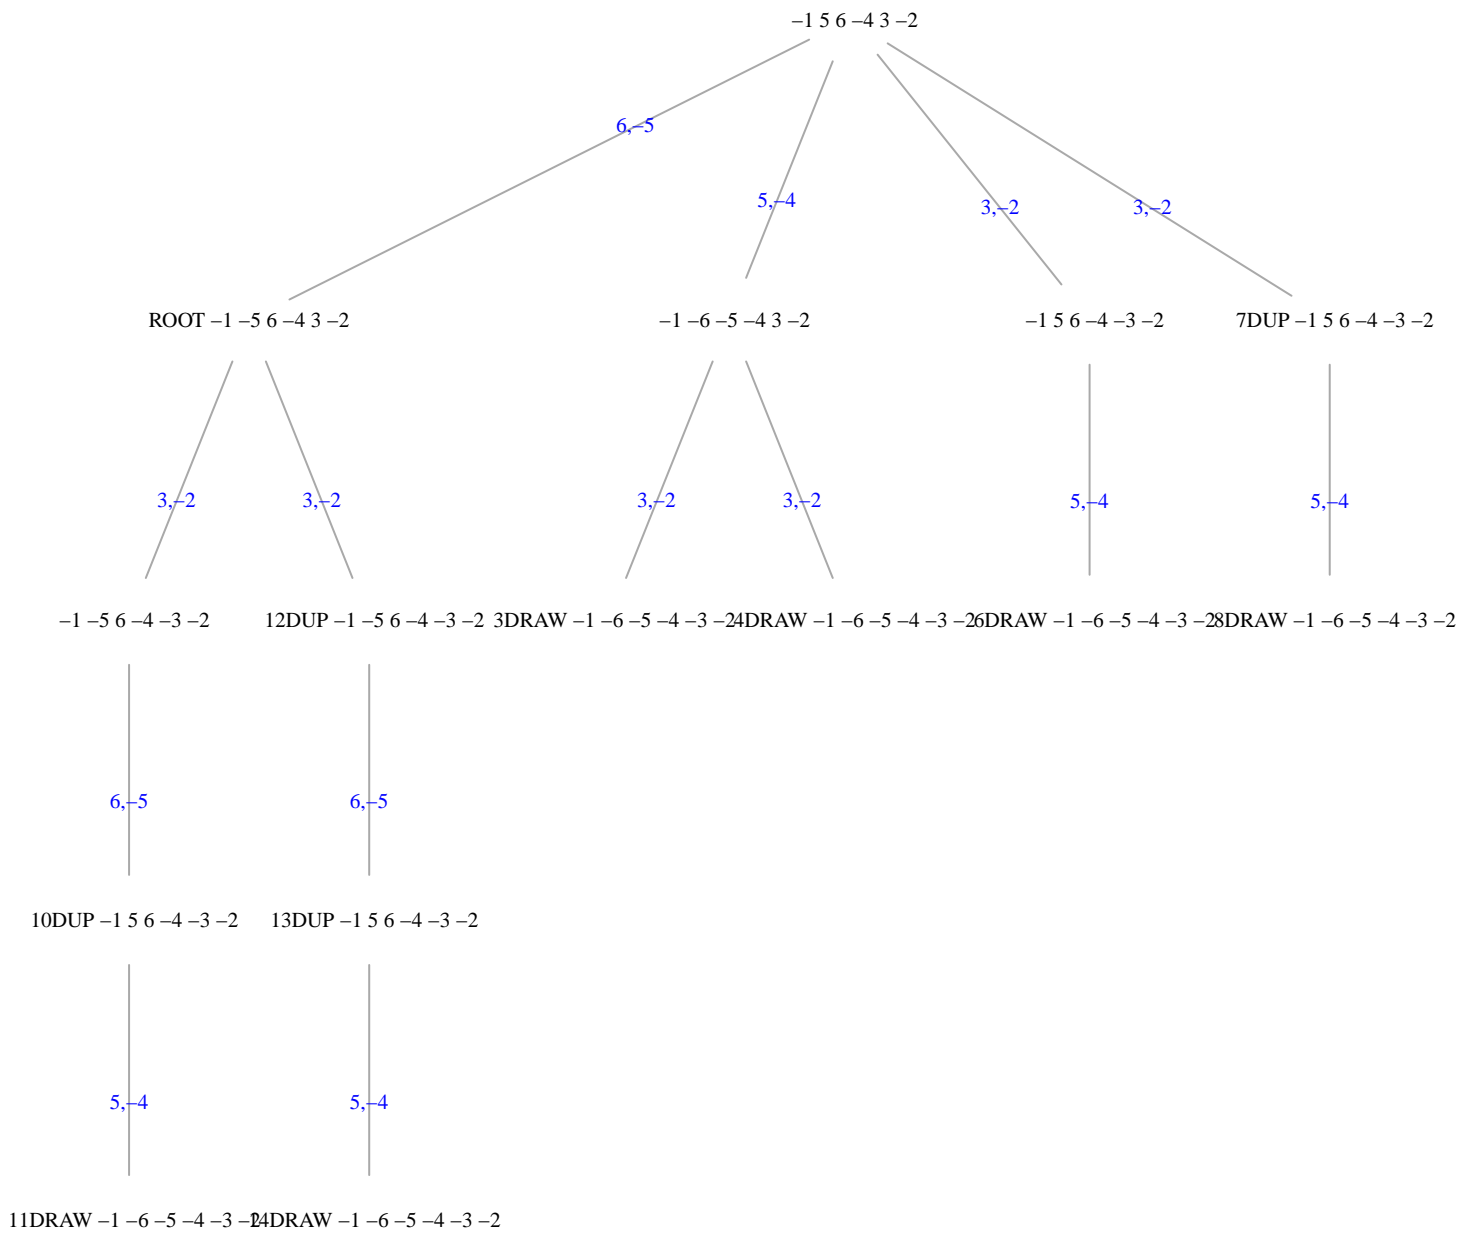 –1 5 6 –4 3 –2
6,–5
5,–4
3,–2
3,–2
ROOT –1 –5 6 –4 3 –2
–1 –6 –5 –4 3 –2
–1 5 6 –4 –3 –2
7DUP –1 5 6 –4 –3 –2
3,–2
3,–2
3,–2
3,–2
5,–4
5,–4
–1 –5 6 –4 –3 –2
12DUP –1 –5 6 –4 –3 –2
3DRAW –1 –6 –5 –4 –3 –2
4DRAW –1 –6 –5 –4 –3 –2
6DRAW –1 –6 –5 –4 –3 –2
8DRAW –1 –6 –5 –4 –3 –2
6,–5
6,–5
10DUP –1 5 6 –4 –3 –2
13DUP –1 5 6 –4 –3 –2
5,–4
5,–4
11DRAW –1 –6 –5 –4 –3 –2
14DRAW –1 –6 –5 –4 –3 –2